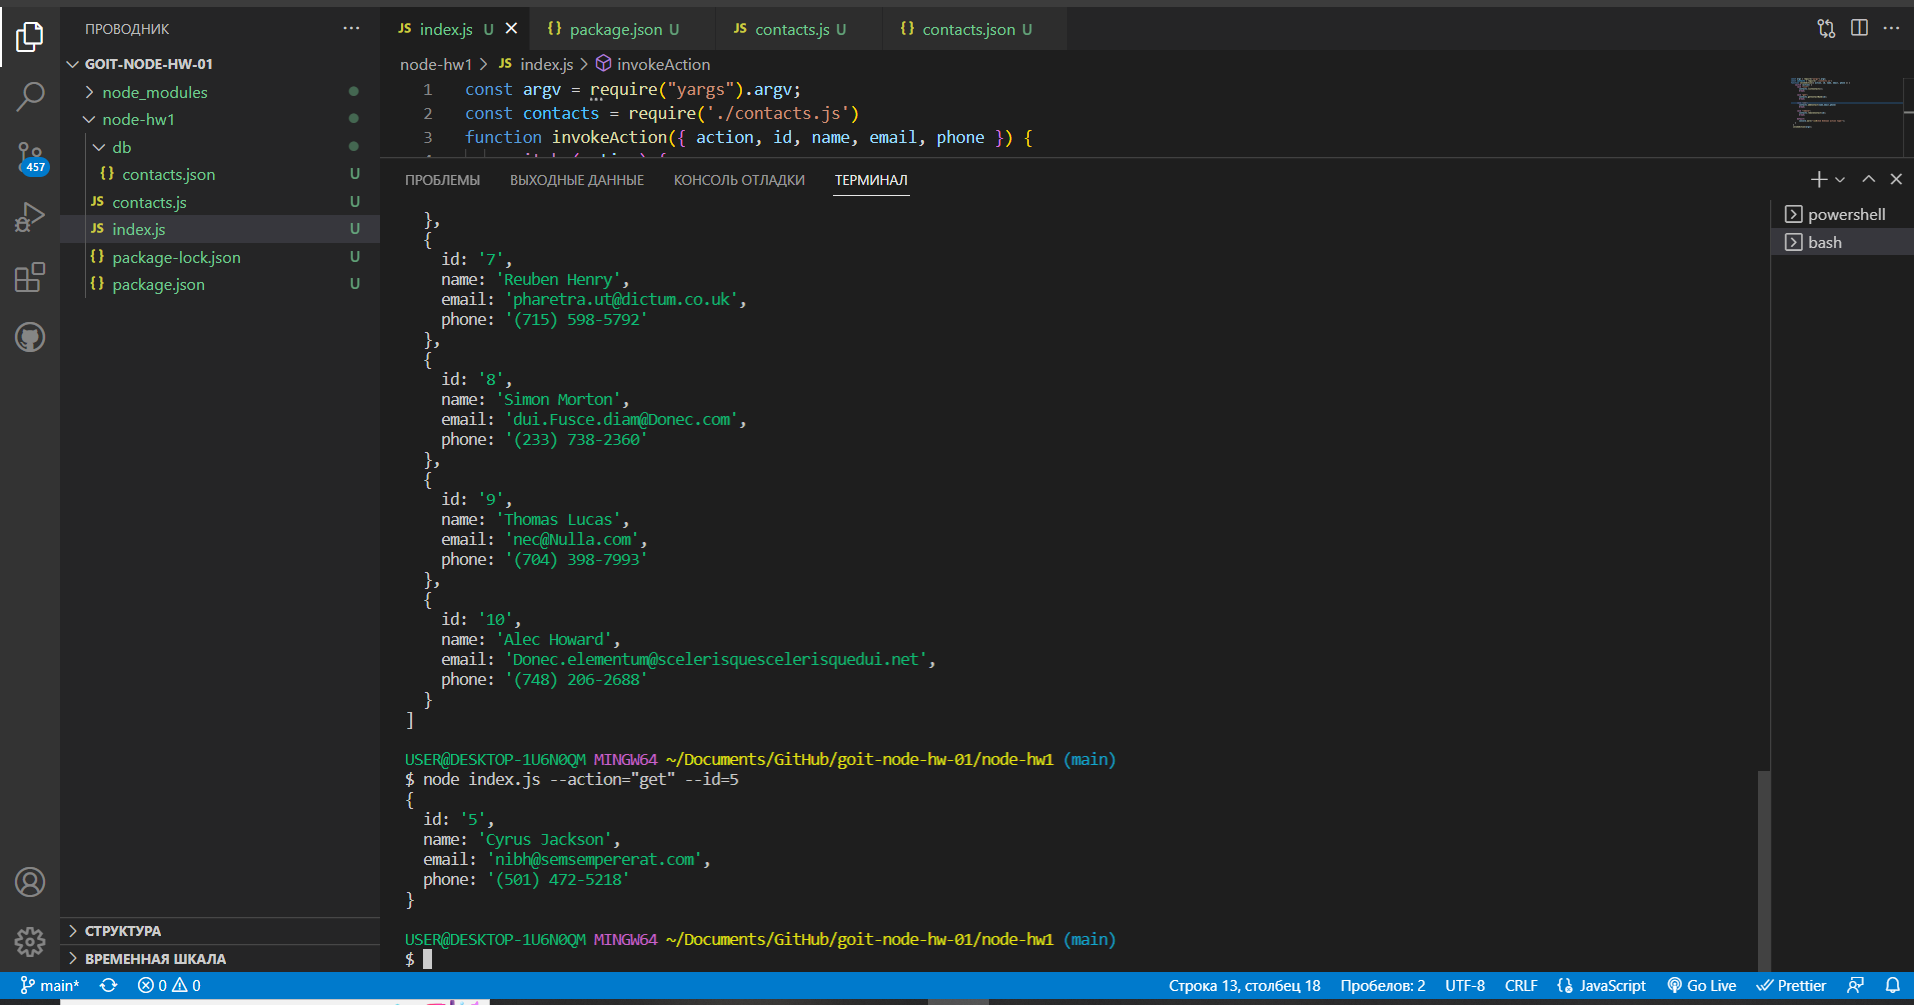 ПРОВОДНИК
GOIT-NODE-HW-01
node_modules
node-hw1
db
contacts.json U
contacts.js U
index.js U
package-lock.json U
package.json U
457
СТРУКТУРА
ВРЕМЕННАЯ ШКАЛА
JS index.js U
{} package.json U
JS contacts.js U
{} contacts.json U
node-hw1 > JS index.js > invokeAction
1 const argv = require("yargs").argv;
2 const contacts = require('./contacts.js')
3 function invokeAction({ action, id, name, email, phone }) {
ПРОБЛЕМЫ ВЫХОДНЫЕ ДАННЫЕ КОНСОЛЬ ОТЛАДКИ ТЕРМИНАЛ
powershell
bash
},
{
id: '7',
name: 'Reuben Henry',
email: 'pharetra.ut@dictum.co.uk',
phone: '(715) 598-5792'
},
{
id: '8',
name: 'Simon Morton',
email: 'dui.Fusce.diam@Donec.com',
phone: '(233) 738-2360'
},
{
id: '9',
name: 'Thomas Lucas',
email: 'nec@Nulla.com',
phone: '(704) 398-7993'
},
{
id: '10',
name: 'Alec Howard',
email: 'Donec.elementum@scelerisquescelerisquedui.net',
phone: '(748) 206-2688'
}
]
USER@DESKTOP-1U6N0QM MINGW64 ~/Documents/GitHub/goit-node-hw-01/node-hw1 (main)
$ node index.js --action="get" --id=5
{
id: '5',
name: 'Cyrus Jackson',
email: 'nibh@semsempererat.com',
phone: '(501) 472-5218'
}
USER@DESKTOP-1U6N0QM MINGW64 ~/Documents/GitHub/goit-node-hw-01/node-hw1 (main)
$
main* 0 0 Строка 13, столбец 18 Пробелов: 2 UTF-8 CRLF {} JavaScript Go Live Prettier